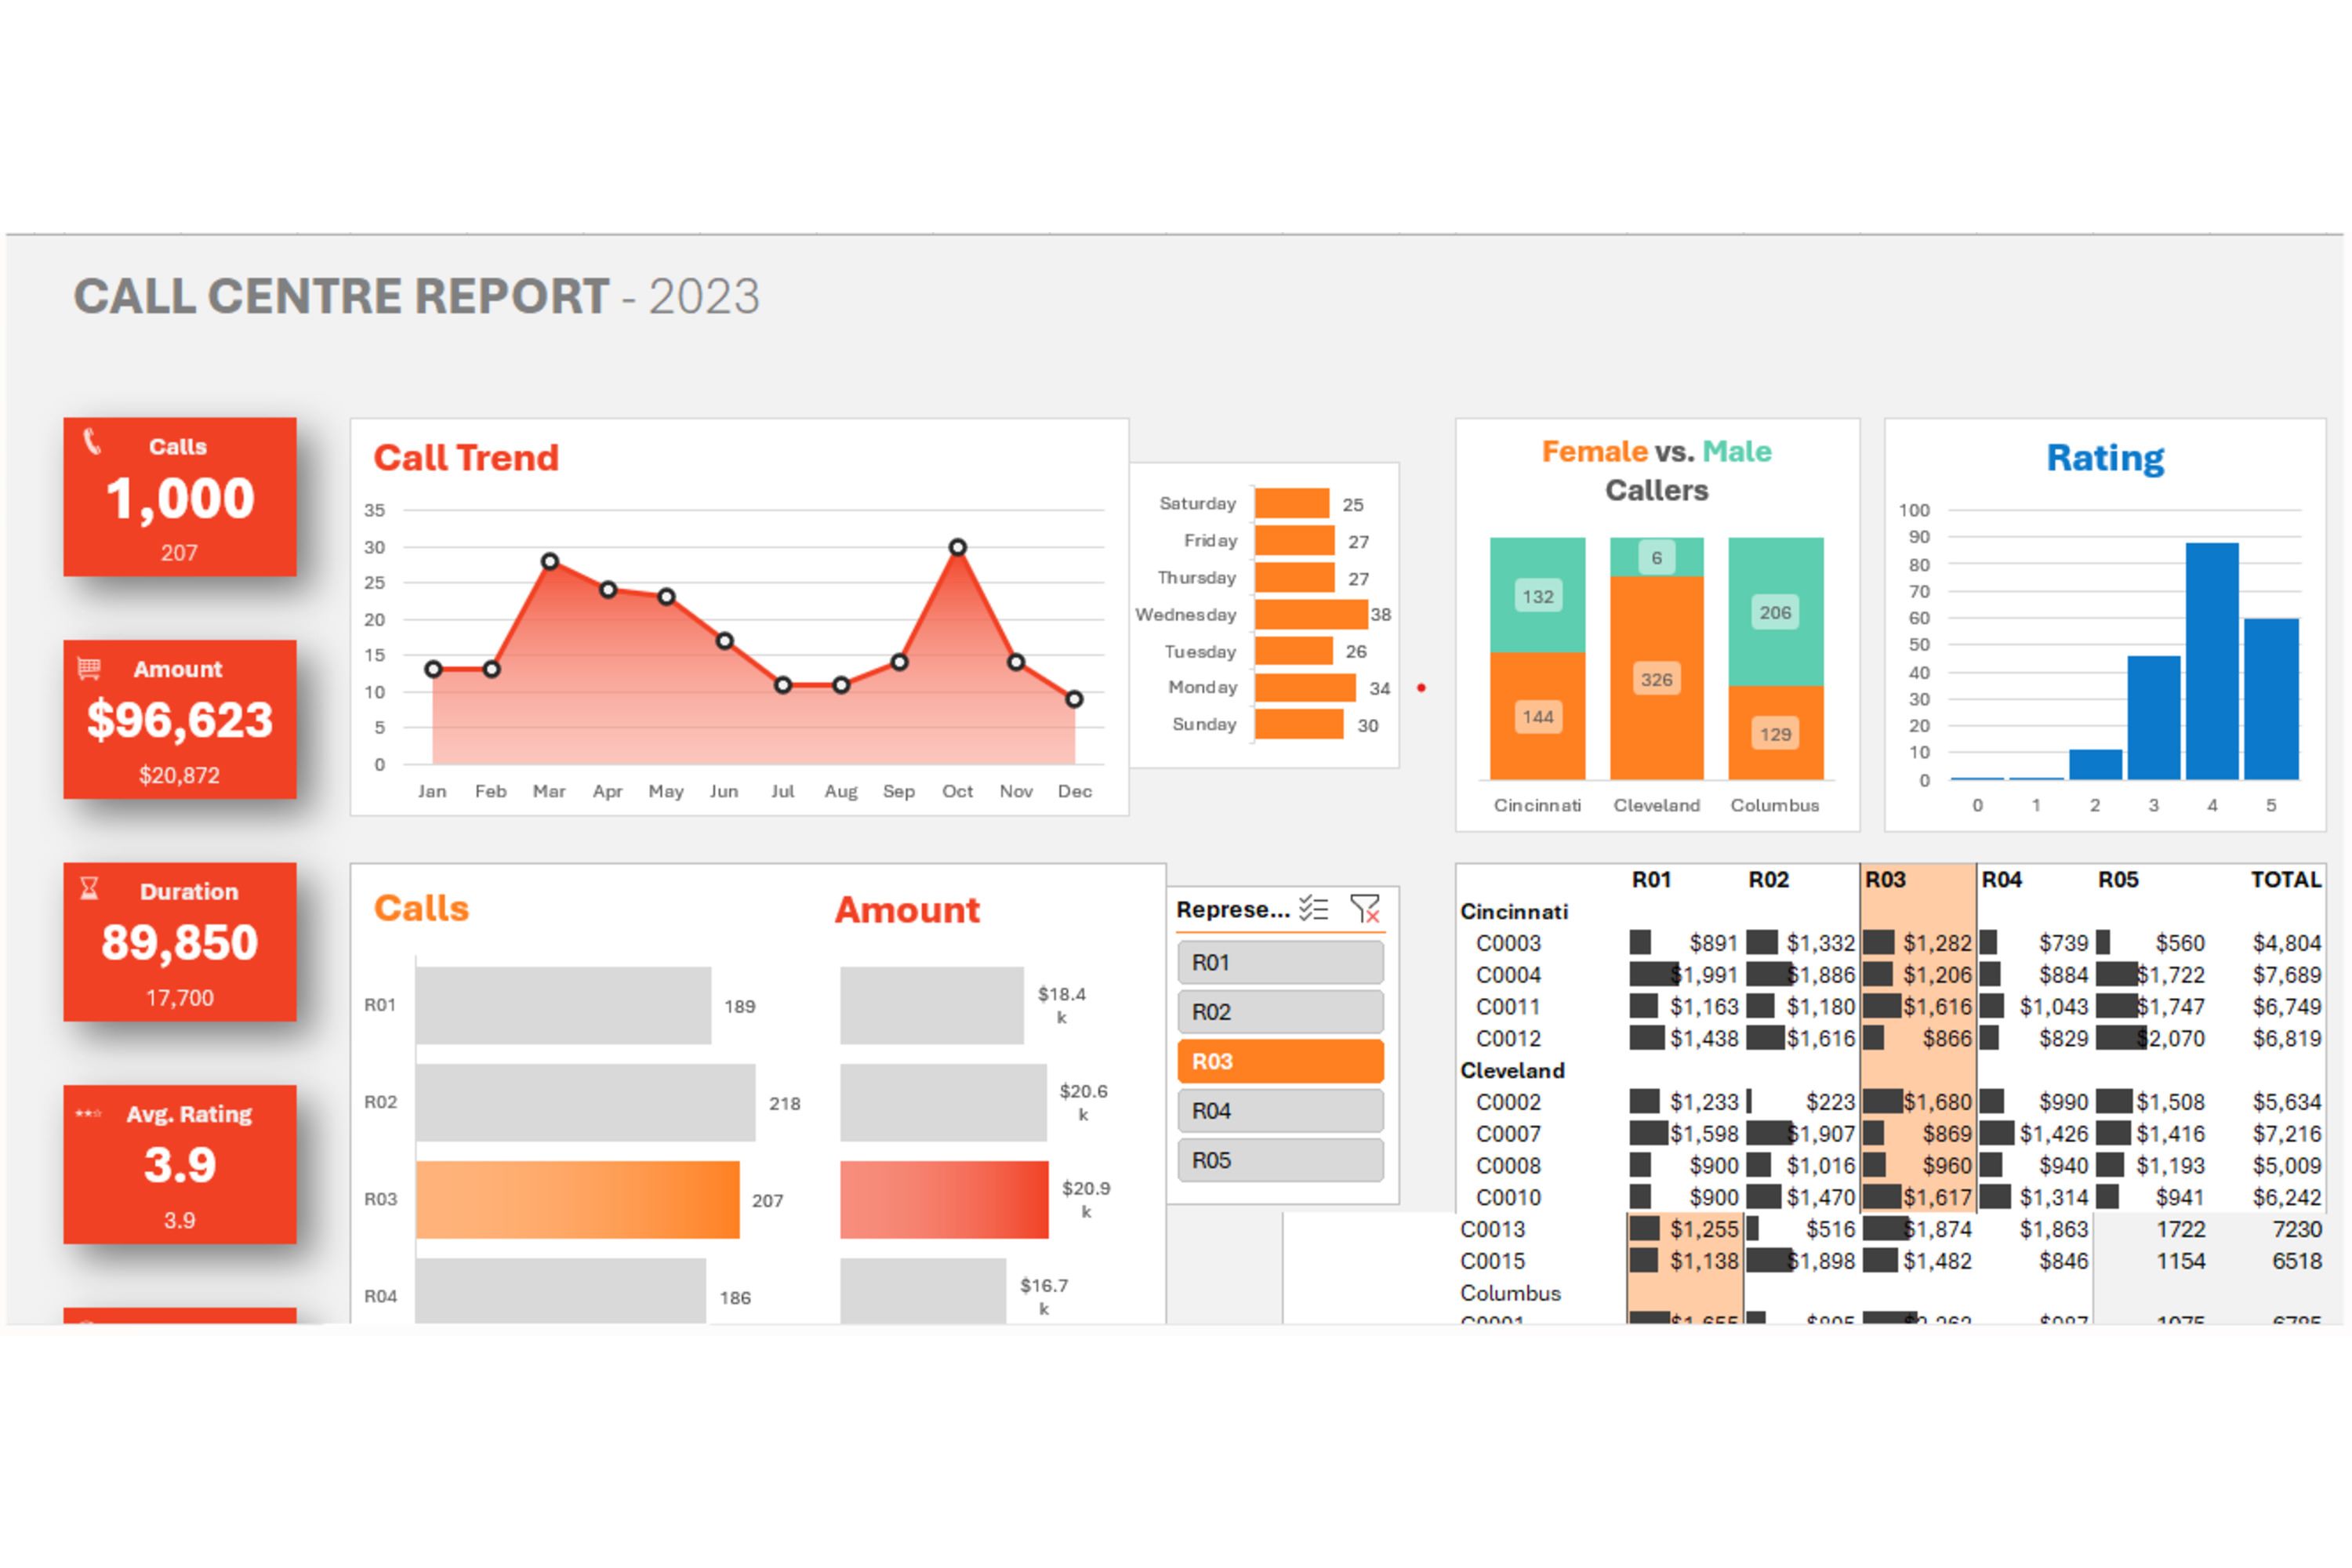 CALL CENTRE REPORT - 2023
Calls
1,000
207
Amount
$96,623
$20,872
Duration
89,850
17,700
Avg. Rating
3.9
3.9
Call Trend
35
30
25
20
15
10
5
0
Jan Feb Mar Apr May Jun Jul Aug Sep Oct Nov Dec
Saturday 25
Friday 27
Thursday 27
Wednesday 38
Tuesday 26
Monday 34
Sunday 30
Female vs. Male
Callers
132 6 206
144 326 129
Cincinnati Cleveland Columbus
Rating
100
90
80
70
60
50
40
30
20
10
0
0 1 2 3 4 5
Calls
R01 189
R02 218
R03 207
R04 186
Amount
$18.4
k
$20.6
k
$20.9
k
$16.7
k
Represe...
R01
R02
R03
R04
R05
R01 R02 R03 R04 R05 TOTAL
Cincinnati
C0003 $891 $1,332 $1,282 $739 $560 $4,804
C0004 $1,991 $1,886 $1,206 $884 $1,722 $7,689
C0011 $1,163 $1,180 $1,616 $1,043 $1,747 $6,749
C0012 $1,438 $1,616 $866 $829 $2,070 $6,819
Cleveland
C0002 $1,233 $223 $1,680 $990 $1,508 $5,634
C0007 $1,598 $1,907 $869 $1,426 $1,416 $7,216
C0008 $900 $1,016 $960 $940 $1,193 $5,009
C0010 $900 $1,470 $1,617 $1,314 $941 $6,242
C0013 $1,255 $516 $1,874 $1,863 1722 7230
C0015 $1,138 $1,898 $1,482 $846 1154 6518
Columbus